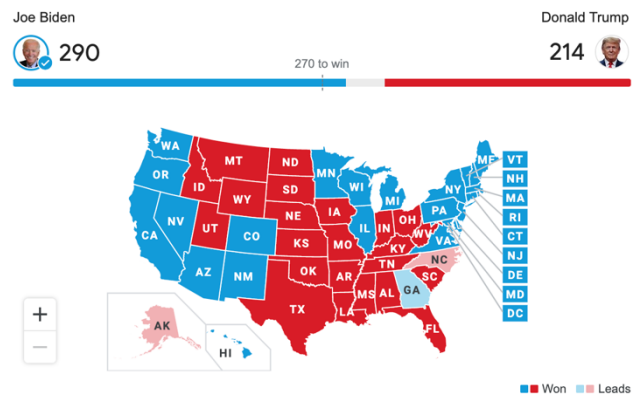 Joe Biden
Donald Trump
290
214
270 to win
WA
OR
CA
NV
ID
MT
WY
UT
AZ
CO
NM
ND
SD
NE
KS
OK
TX
MN
IA
MO
AR
LA
WI
IL
MI
IN
OH
KY
TN
MS
AL
GA
FL
SC
NC
WV
VA
PA
NY
ME
VT
NH
MA
RI
CT
NJ
DE
MD
DC
AK
HI
+
−
Won
Leads